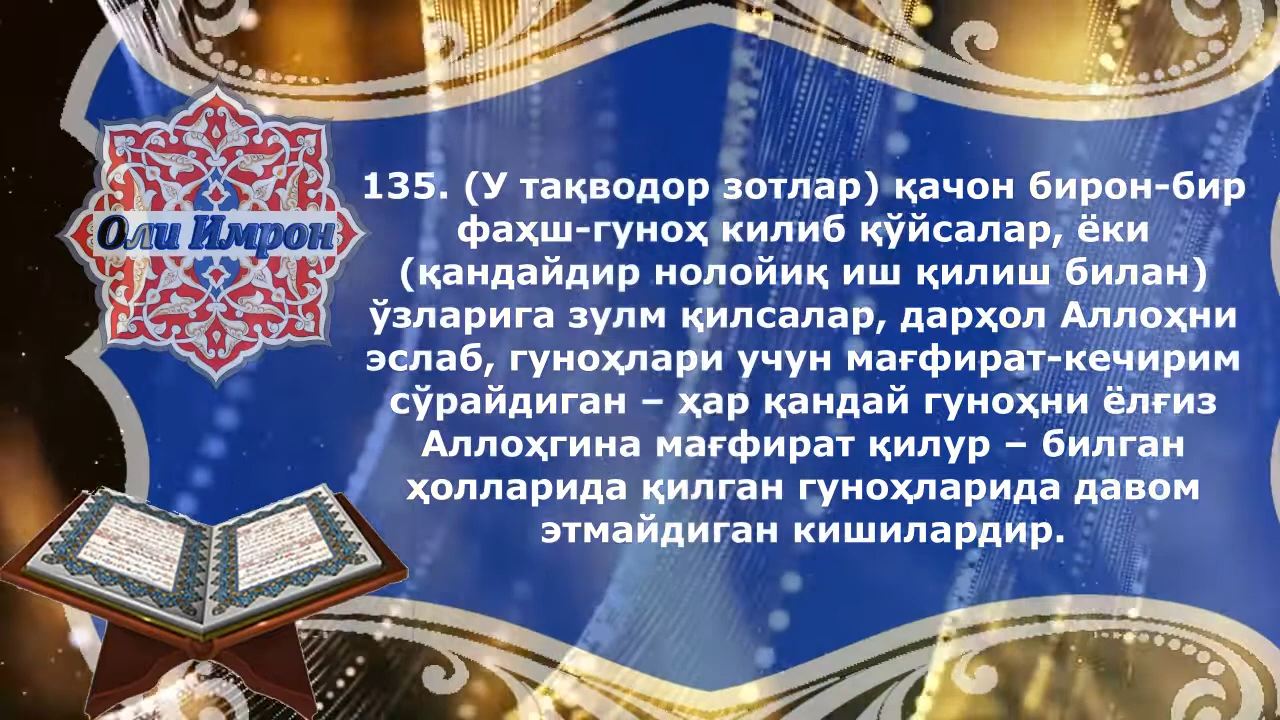 Оли Имрон
135. (У тақводор зотлар) қачон бирон-бир
фаҳш-гуноҳ килиб қўйсалар, ёки
(қандайдир нолойиқ иш қилиш билан)
ўзларига зулм қилсалар, дарҳол Аллоҳни
эслаб, гуноҳлари учун мағфират-кечирим
сўрайдиган – ҳар қандай гуноҳни ёлғиз
Аллоҳгина мағфират қилур – билган
ҳолларида қилган гуноҳларида давом
этмайдиган кишилардир.